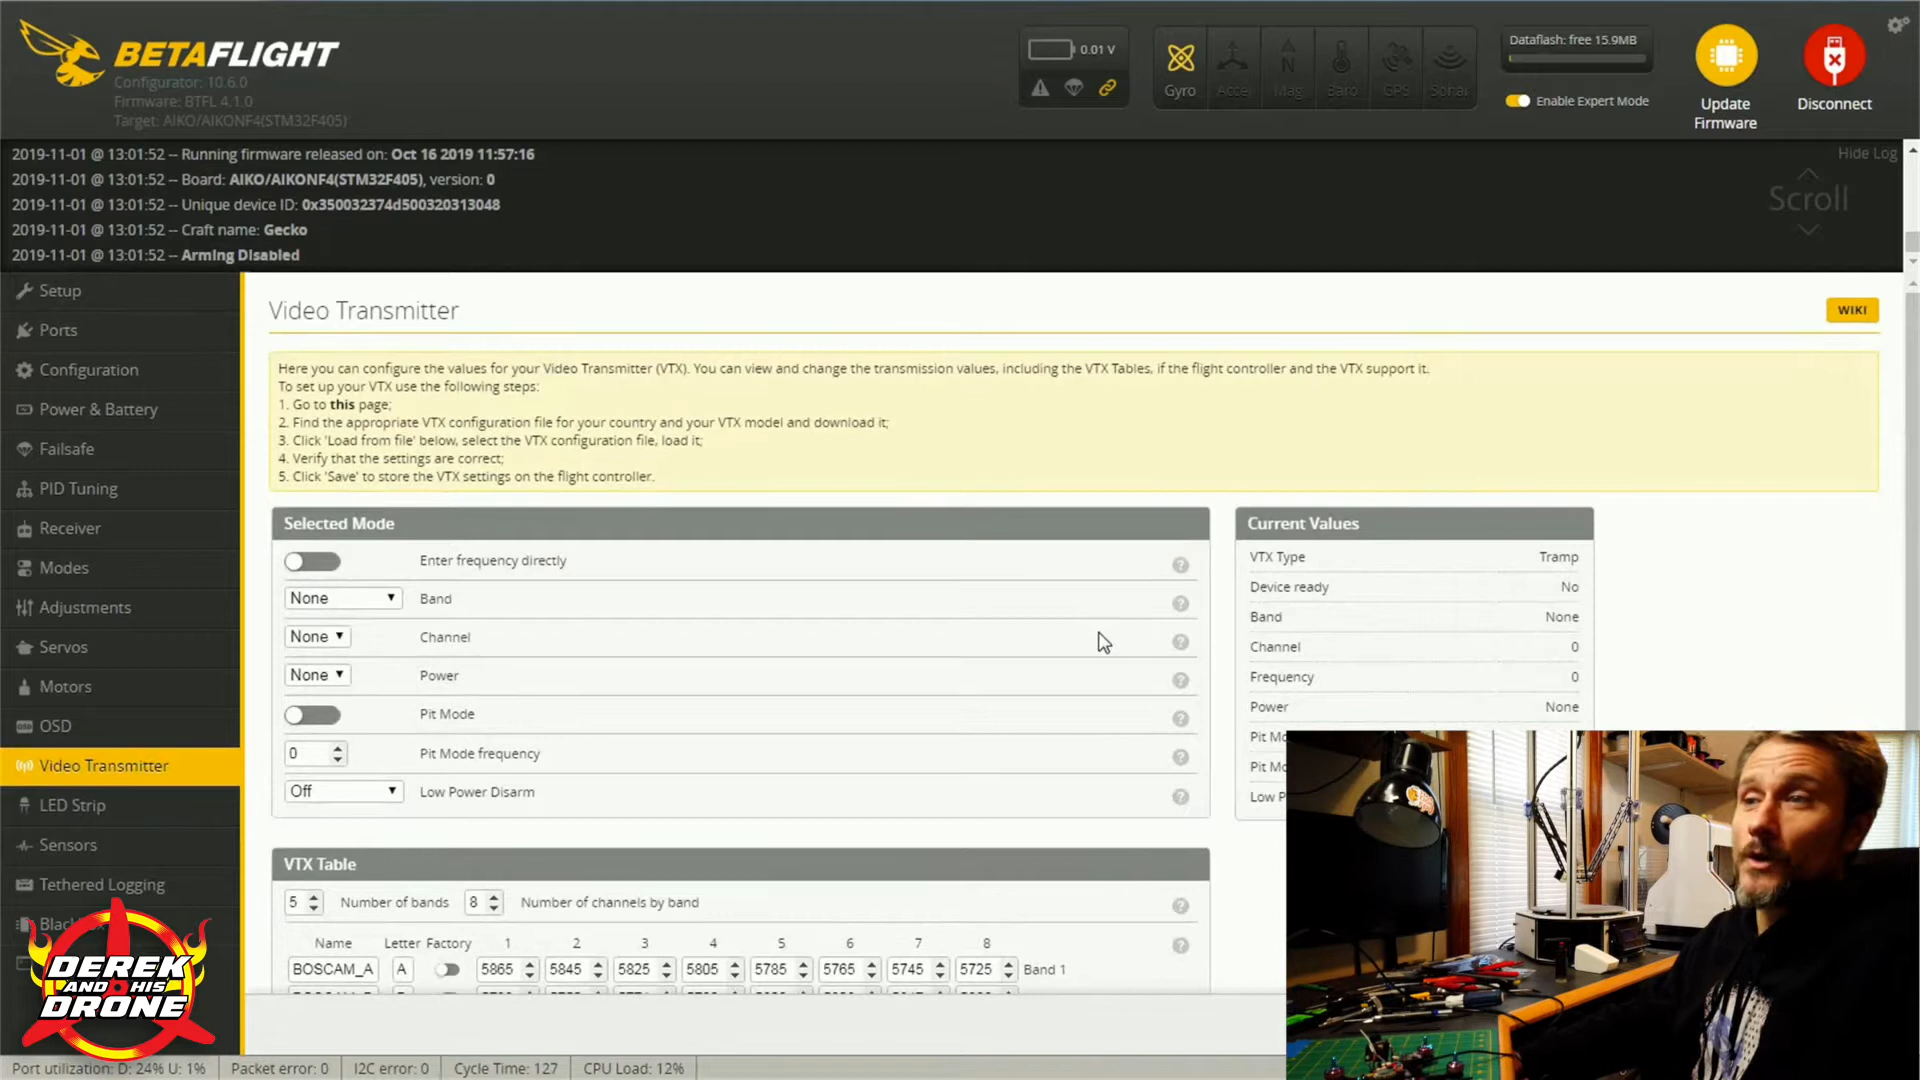 BETAFLIGHT
Configurator: 10.6.0
Firmware: BTFL 4.1.0
Target: AIKO/AIKONF4(STM32F405)
0.01 V
Gyro
Accel
Mag
Baro
GPS
Sonar
Dataflash: free 15.9MB
Enable Expert Mode
Update
Firmware
Disconnect
2019-11-01 @ 13:01:52 -- Running firmware released on: Oct 16 2019 11:57:16
2019-11-01 @ 13:01:52 -- Board: AIKO/AIKONF4(STM32F405), version: 0
2019-11-01 @ 13:01:52 -- Unique device ID: 0x350032374d500320313048
2019-11-01 @ 13:01:52 -- Craft name: Gecko
2019-11-01 @ 13:01:52 -- Arming Disabled
Hide Log
Scroll
Setup
Ports
Configuration
Power & Battery
Failsafe
PID Tuning
Receiver
Modes
Adjustments
Servos
Motors
OSD
Video Transmitter
LED Strip
Sensors
Tethered Logging
DEREK
AND HIS
DRONE
Video Transmitter
WIKI
Here you can configure the values for your Video Transmitter (VTX). You can view and change the transmission values, including the VTX Tables, if the flight controller and the VTX support it.
To set up your VTX use the following steps:
1. Go to this page;
2. Find the appropriate VTX configuration file for your country and your VTX model and download it;
3. Click 'Load from file' below, select the VTX configuration file, load it;
4. Verify that the settings are correct;
5. Click 'Save' to store the VTX settings on the flight controller.
Selected Mode
Enter frequency directly
None Band
None Channel
None Power
Pit Mode
0 Pit Mode frequency
Off Low Power Disarm
Current Values
VTX Type Tramp
Device ready No
Band None
Channel 0
Frequency 0
Power None
Pit Mo
Pit Mo
Low P
VTX Table
5 Number of bands 8 Number of channels by band
Name Letter Factory 1 2 3 4 5 6 7 8
BOSCAM_A A 5865 5845 5825 5805 5785 5765 5745 5725 Band 1
Port utilization: D: 24% U: 1% Packet error: 0 I2C error: 0 Cycle Time: 127 CPU Load: 12%